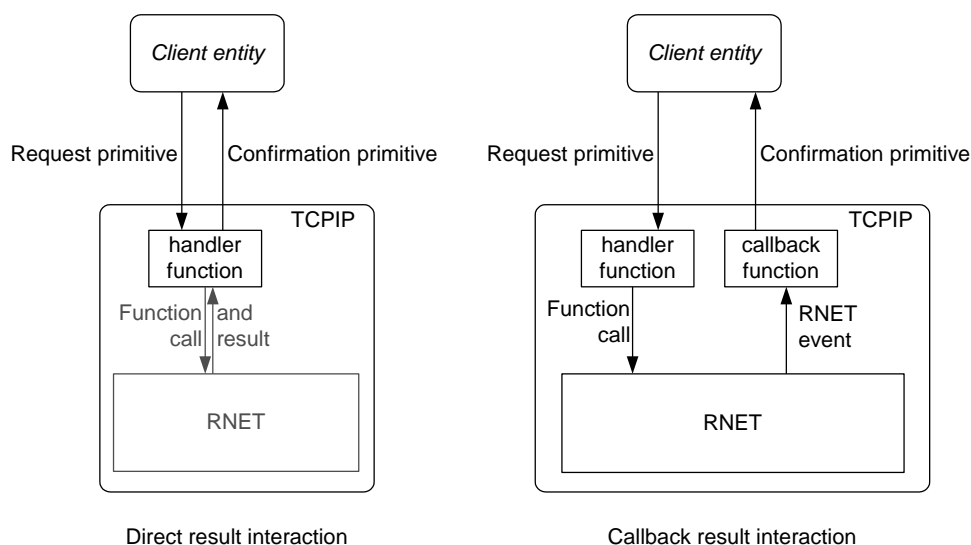 Client entity
Request primitive
Confirmation primitive
TCPIP
handler
function
Function and
call result
RNET
Direct result interaction
Client entity
Request primitive
Confirmation primitive
TCPIP
handler
function
callback
function
Function
call
RNET
event
RNET
Callback result interaction